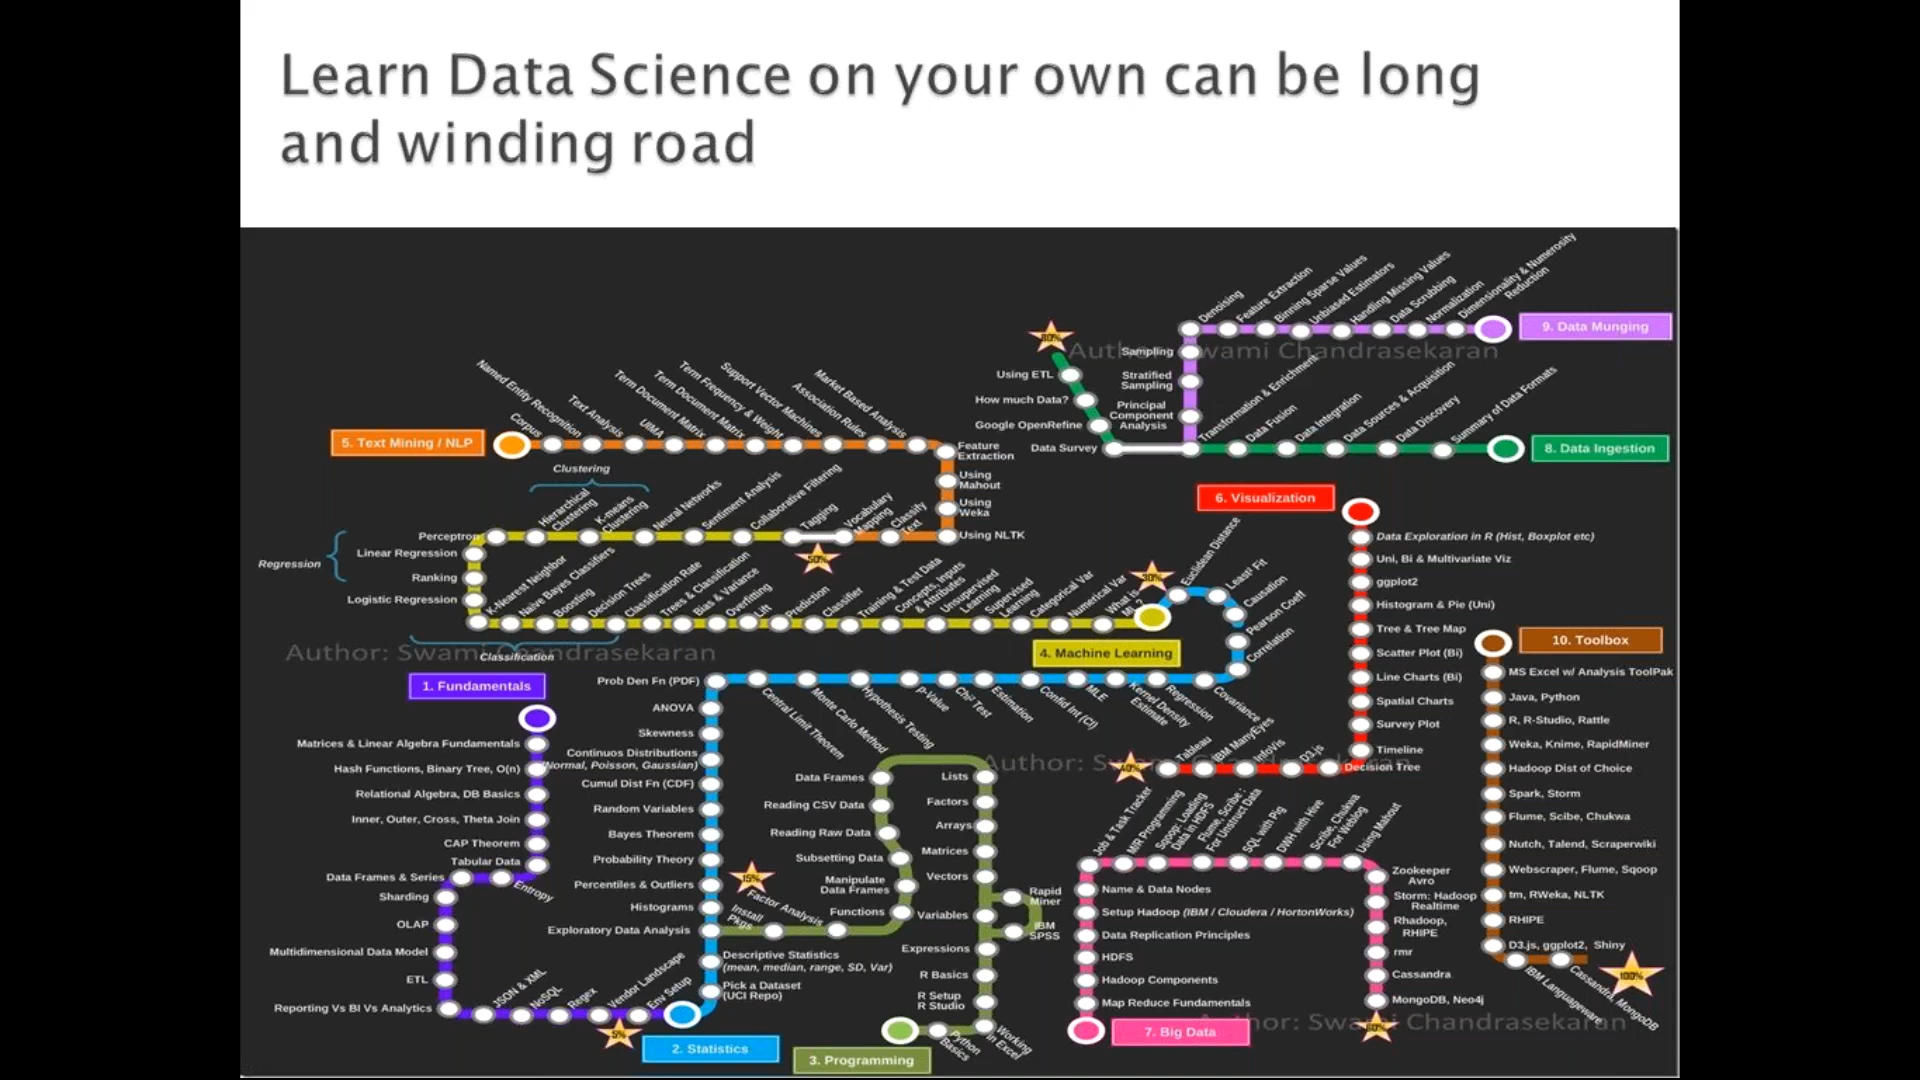 Learn Data Science on your own can be long
and winding road
Author: Swami Chandrasekaran
9. Data Munging
Denoising
Feature Extraction
Binning Sparse Values
Unbiased Estimators
Handling Missing Values
Data Scrubbing
Normalization
Dimensionality & Numerosity
Reduction
Sampling
Stratified
Sampling
Principal
Component
Analysis
80%
Using ETL
How much Data?
Google OpenRefine
Data Survey
Transformation & Enrichment
Data Fusion
Data Integration
Data Sources & Acquisition
Data Discovery
Summary of Data Formats
8. Data Ingestion
5. Text Mining / NLP
Corpus
Named Entity Recognition
Text Analysis
UIMA
Term Document Matrix
Term Document Matrix
Term Frequency & Weight
Support Vector Machines
Association Rules
Market Based Analysis
Feature
Extraction
Using
Mahout
Using
Weka
Using NLTK
Classify
Text
Vocabulary
Mapping
Tagging
Collaborative Filtering
Sentiment Analysis
Neural Networks
K-means
Clustering
Hierarchical
Clustering
Clustering
Perceptron
Linear Regression
Regression
Ranking
Logistic Regression
K-Nearest Neighbor
Naive Bayes Classifiers
Boosting
Decision Trees
Classification Rate
Trees & Classification
Bias & Variance
Overfitting
Lift
Prediction
Classifier
Training & Test Data
Concepts, Inputs
& Attributes
Unsupervised
Learning
Supervised
Learning
Categorical Var
Numerical Var
What is
ML?
30%
Classification
Author: Swami Chandrasekaran
4. Machine Learning
Euclidean Distance
Least² Fit
Causation
Pearson Coeff
Correlation
Covariance
Regression
Kernel Density
Estimate
MLE
Confid Int (CI)
Estimation
Chi² Test
p-Value
Hypothesis Testing
Monte Carlo Method
Central Limit Theorem
Prob Den Fn (PDF)
ANOVA
Skewness
Continuos Distributions
(Normal, Poisson, Gaussian)
Cumul Dist Fn (CDF)
Random Variables
Bayes Theorem
Probability Theory
Percentiles & Outliers
Histograms
Exploratory Data Analysis
Descriptive Statistics
(mean, median, range, SD, Var)
Pick a Dataset
(UCI Repo)
2. Statistics
1. Fundamentals
Matrices & Linear Algebra Fundamentals
Hash Functions, Binary Tree, O(n)
Relational Algebra, DB Basics
Inner, Outer, Cross, Theta Join
CAP Theorem
Tabular Data
Entropy
Data Frames & Series
Sharding
OLAP
Multidimensional Data Model
ETL
Reporting Vs BI Vs Analytics
JSON & XML
NoSQL
Regex
Vendor Landscape
Env Setup
5%
15%
Install
Pkgs
Factor Analysis
Functions
Manipulate
Data Frames
Subsetting Data
Reading Raw Data
Reading CSV Data
Data Frames
Lists
Factors
Arrays
Matrices
Vectors
Variables
Rapid
Miner
IBM
SPSS
Expressions
R Basics
R Setup
R Studio
Working
in Excel
Python
Basics
3. Programming
6. Visualization
Data Exploration in R (Hist, Boxplot etc)
Uni, Bi & Multivariate Viz
ggplot2
Histogram & Pie (Uni)
Tree & Tree Map
Scatter Plot (Bi)
Line Charts (Bi)
Spatial Charts
Survey Plot
Timeline
Decision Tree
D3.js
InfoVis
IBM ManyEyes
Tableau
40%
7. Big Data
Map Reduce Fundamentals
Hadoop Components
HDFS
Data Replication Principles
Setup Hadoop (IBM / Cloudera / HortonWorks)
Name & Data Nodes
Job & Task Tracker
M/R Programming
Sqoop: Loading
Data in HDFS
Flume, Scribe:
For Unstruct Data
SQL with Pig
DWH with Hive
Scribe, Chukwa
For Weblog
Using Mahout
Zookeeper
Avro
Storm: Hadoop
Realtime
Rhadoop,
RHIPE
rmr
Cassandra
MongoDB, Neo4j
Author: Swami Chandrasekaran
10. Toolbox
MS Excel w/ Analysis ToolPak
Java, Python
R, R-Studio, Rattle
Weka, Knime, RapidMiner
Hadoop Dist of Choice
Spark, Storm
Flume, Scibe, Chukwa
Nutch, Talend, Scraperwiki
Webscraper, Flume, Sqoop
tm, RWeka, NLTK
RHIPE
D3.js, ggplot2, Shiny
IBM Languageware
Cassandra, MongoDB
100%